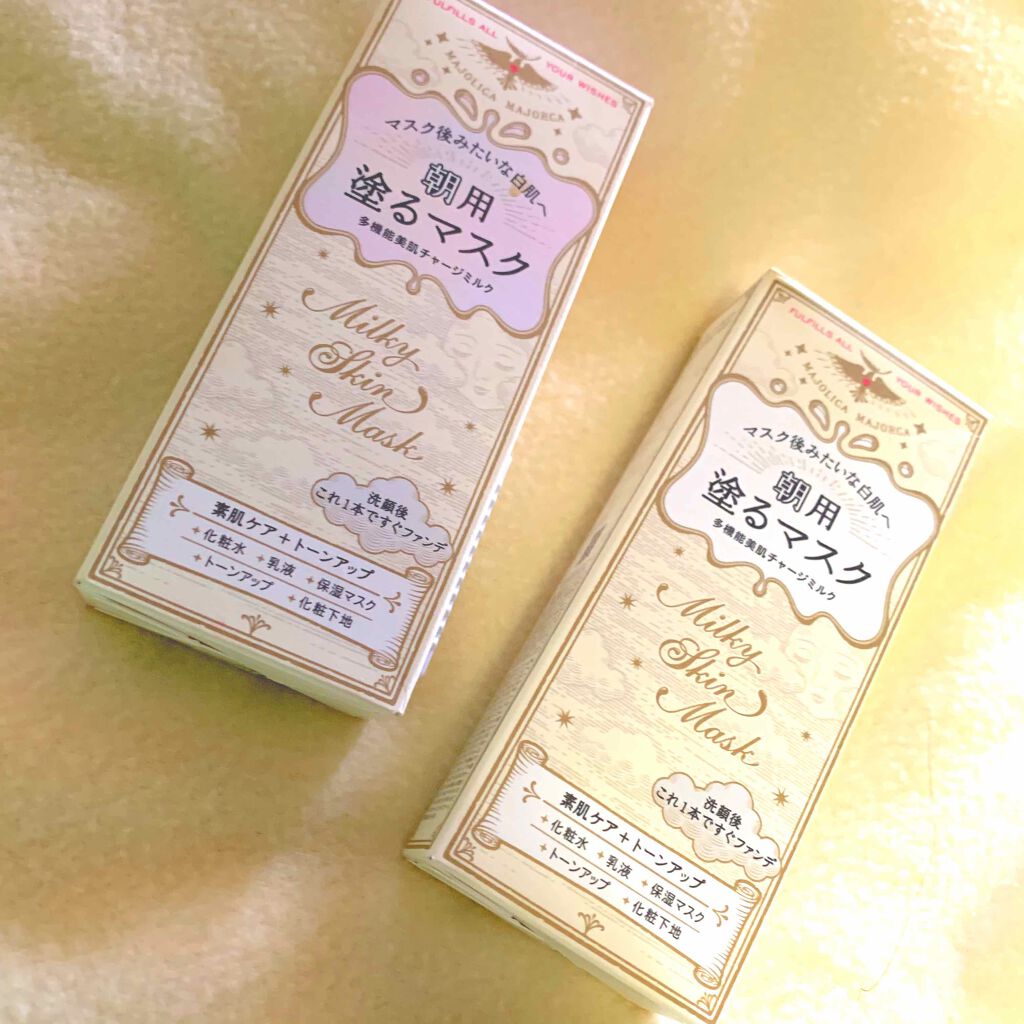 FULFILLS ALL YOUR WISHES
MAJOLICA MAJORCA
マスク後みたいな白肌へ
朝用
塗るマスク
多機能美肌チャージミルク
Milky
Skin
Mask
洗顔後
これ1本ですぐファンデ
素肌ケア+トーンアップ
+化粧水 +乳液 +保湿マスク
+トーンアップ +化粧下地
FULFILLS ALL YOUR WISHES
MAJOLICA MAJORCA
マスク後みたいな白肌へ
朝用
塗るマスク
多機能美肌チャージミルク
Milky
Skin
Mask
洗顔後
これ1本ですぐファンデ
素肌ケア+トーンアップ
+化粧水 +乳液 +保湿マスク
+トーンアップ +化粧下地